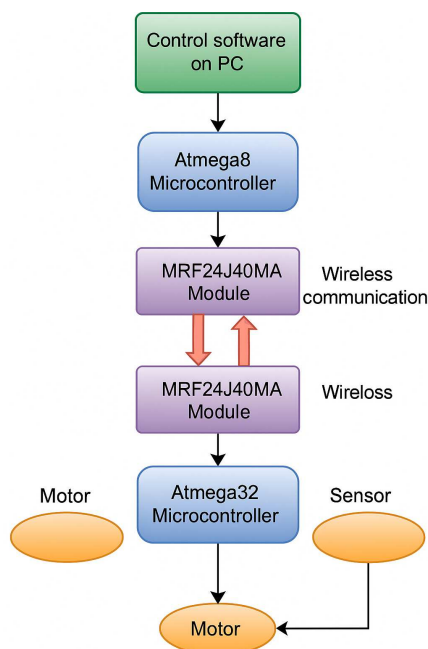 Control software
on PC
Atmega8
Microcontroller
MRF24J40MA
Module
Wireless
communication
MRF24J40MA
Module
Wireloss
Motor
Atmega32
Microcontroller
Sensor
Motor